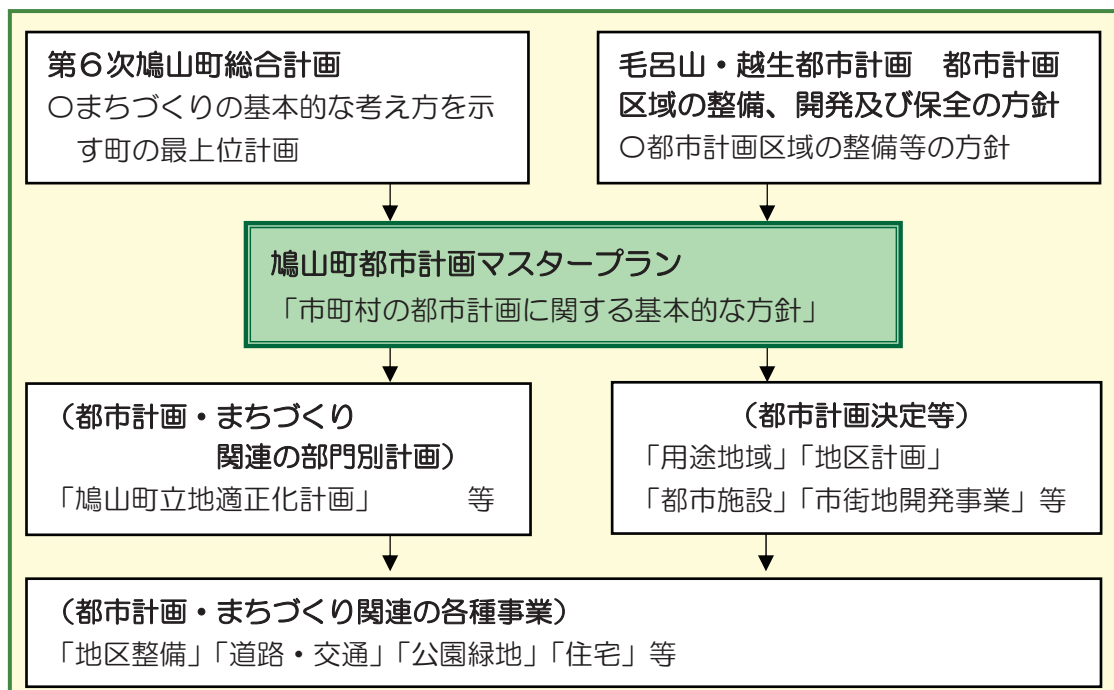 第6次鳩山町総合計画
○まちづくりの基本的な考え方を示
す町の最上位計画
毛呂山・越生都市計画　都市計画
区域の整備、開発及び保全の方針
○都市計画区域の整備等の方針
鳩山町都市計画マスタープラン
「市町村の都市計画に関する基本的な方針」
（都市計画・まちづくり
関連の部門別計画）
「鳩山町立地適正化計画」　　　等
（都市計画決定等）
「用途地域」「地区計画」
「都市施設」「市街地開発事業」等
（都市計画・まちづくり関連の各種事業）
「地区整備」「道路・交通」「公園緑地」「住宅」等